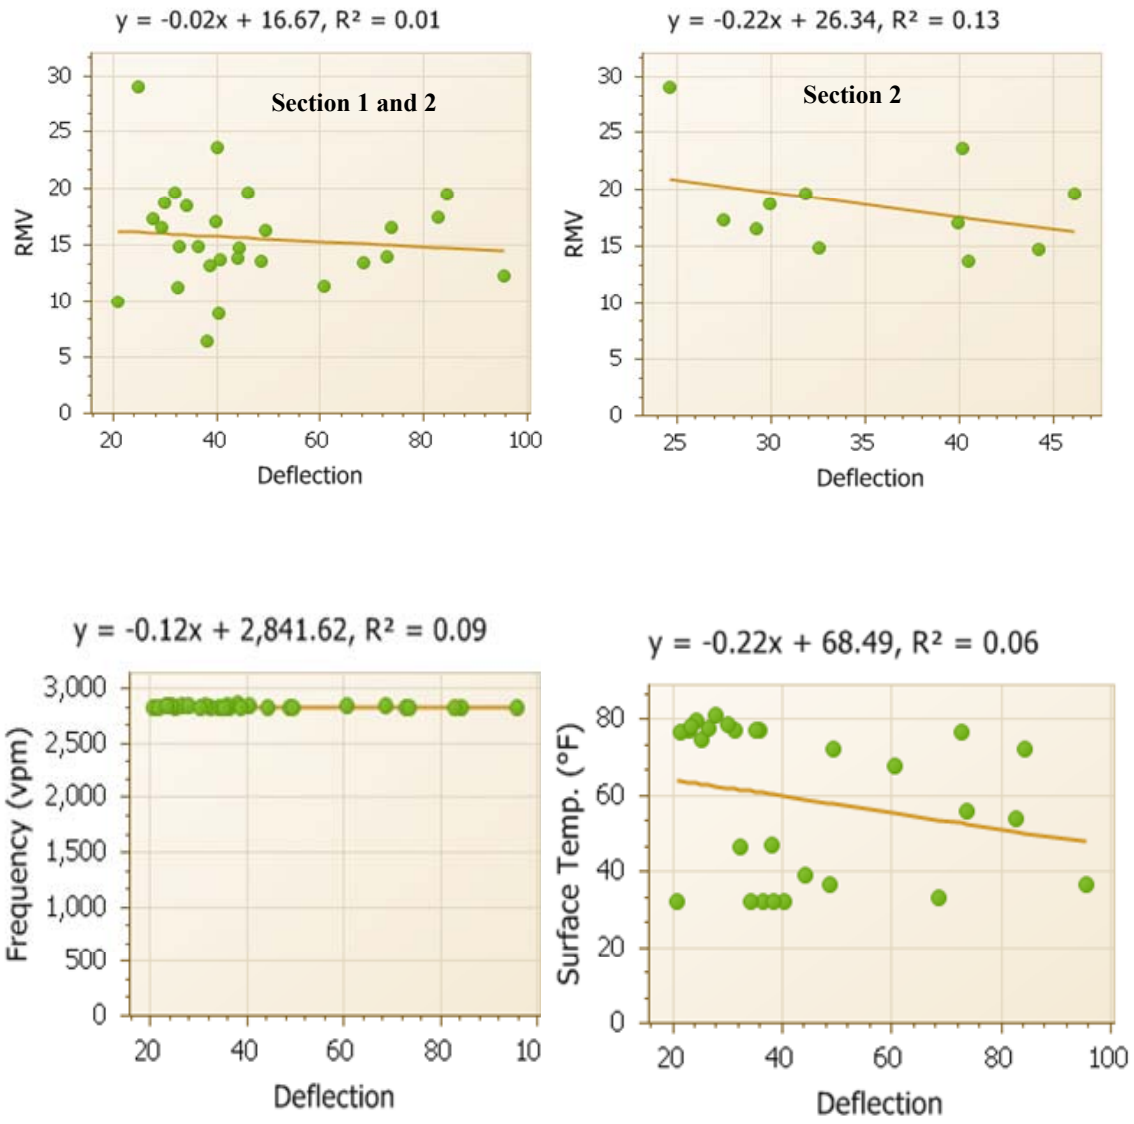 y = -0.02x + 16.67, R² = 0.01
30
25
20
15
10
5
0
RMV
Section 1 and 2
20 40 60 80 100
Deflection
y = -0.22x + 26.34, R² = 0.13
30
25
20
15
10
5
0
RMV
Section 2
25 30 35 40 45
Deflection
y = -0.12x + 2,841.62, R² = 0.09
3,000
2,500
2,000
1,500
1,000
500
0
Frequency (vpm)
20 40 60 80 10
Deflection
y = -0.22x + 68.49, R² = 0.06
80
60
40
20
0
Surface Temp. (°F)
20 40 60 80 100
Deflection